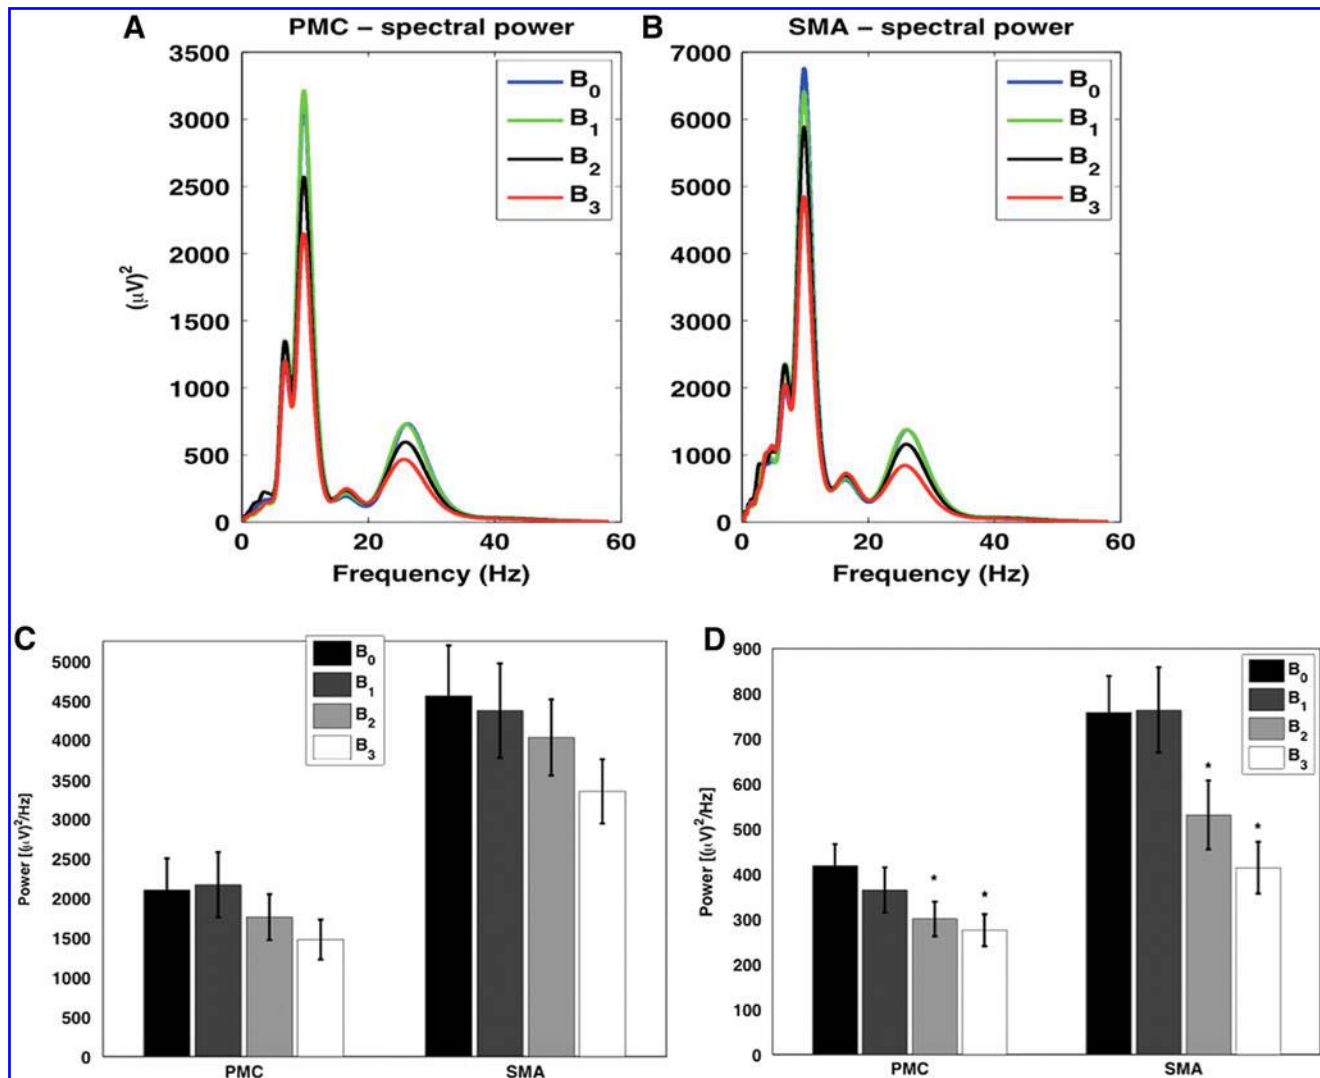 A PMC – spectral power
(μV)²
3500
3000
2500
2000
1500
1000
500
0
0 20 40 60
Frequency (Hz)
B₀
B₁
B₂
B₃
B SMA – spectral power
7000
6000
5000
4000
3000
2000
1000
0
0 20 40 60
Frequency (Hz)
B₀
B₁
B₂
B₃
C
Power [(μV)²/Hz]
5000
4500
4000
3500
3000
2500
2000
1500
1000
500
0
PMC SMA
B₀
B₁
B₂
B₃
D
Power [(μV)²/Hz]
900
800
700
600
500
400
300
200
100
0
PMC SMA
B₀
B₁
B₂
B₃
* * * *